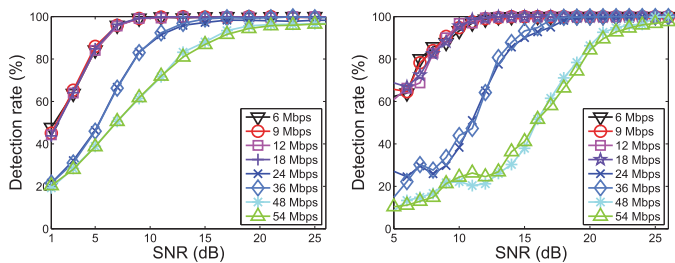 100
80
60
40
20
0
1
5
10
15
20
25
Detection rate (%)
SNR (dB)
6 Mbps
9 Mbps
12 Mbps
18 Mbps
24 Mbps
36 Mbps
48 Mbps
54 Mbps
100
80
60
40
20
0
5
10
15
20
25
Detection rate (%)
SNR (dB)
6 Mbps
9 Mbps
12 Mbps
18 Mbps
24 Mbps
36 Mbps
48 Mbps
54 Mbps